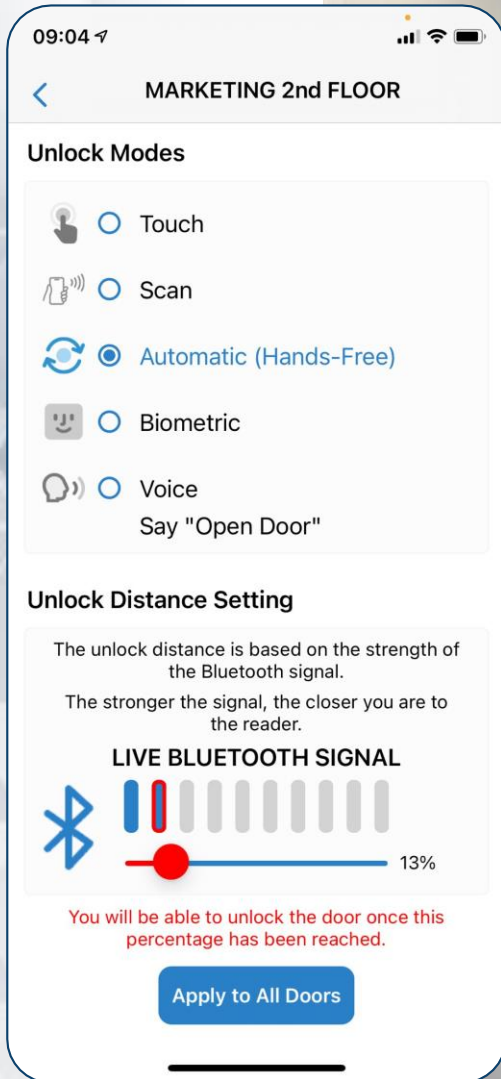 09:04
MARKETING 2nd FLOOR
Unlock Modes
Touch
Scan
Automatic (Hands-Free)
Biometric
Voice
Say "Open Door"
Unlock Distance Setting
The unlock distance is based on the strength of
the Bluetooth signal.
The stronger the signal, the closer you are to
the reader.
LIVE BLUETOOTH SIGNAL
13%
You will be able to unlock the door once this
percentage has been reached.
Apply to All Doors